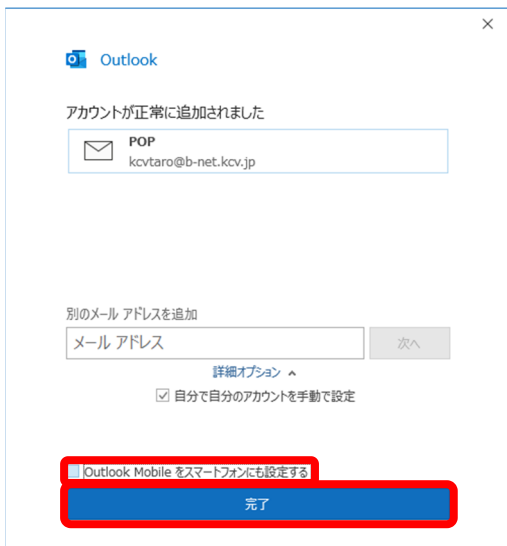 Outlook
アカウントが正常に追加されました
POP
kcvtaro@b-net.kcv.jp
別のメール アドレスを追加
メール アドレス
次へ
詳細オプション
自分で自分のアカウントを手動で設定
Outlook Mobile をスマートフォンにも設定する
完了